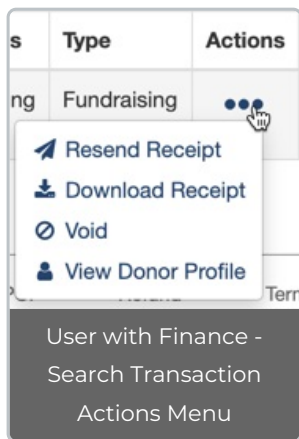 s Type Actions
ng Fundraising
Resend Receipt
Download Receipt
Void
View Donor Profile
Term
User with Finance -
Search Transaction
Actions Menu